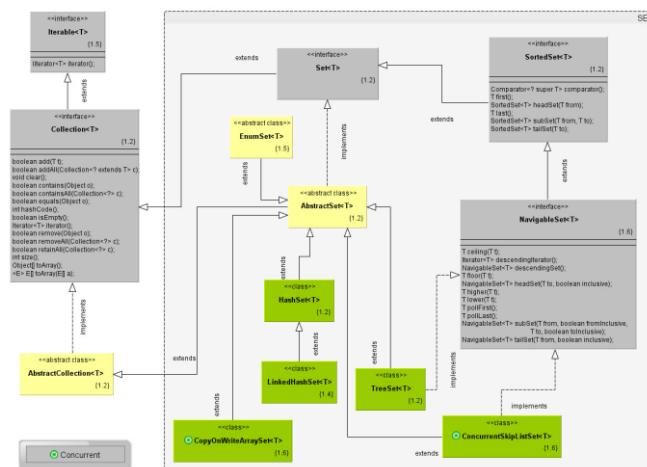 SE
<<interface>>
Iterable<T>
{1.5}
Iterator<T> iterator();
extends
<<interface>>
Collection<T>
{1.2}
boolean add(T t);
boolean addAll(Collection<? extends T> c);
void clear();
boolean contains(Object o);
boolean containsAll(Collection<?> c);
boolean equals(Object o);
int hashCode();
boolean isEmpty();
Iterator<T> iterator();
boolean remove(Object o);
boolean removeAll(Collection<?> c);
boolean retainAll(Collection<?> c);
int size();
Object[] toArray();
<E> E[] toArray(E[] a);
implements
<<abstract class>>
AbstractCollection<T>
{1.2}
Concurrent
extends
<<interface>>
Set<T>
{1.2}
extends
<<interface>>
SortedSet<T>
{1.2}
Comparator<? super T> comparator();
T first();
SortedSet<T> headSet(T from);
T last();
SortedSet<T> subSet(T from, T to);
SortedSet<T> tailSet(T to);
<<abstract class>>
EnumSet<T>
{1.5}
extends
implements
extends
<<abstract class>>
AbstractSet<T>
{1.2}
<<interface>>
NavigableSet<T>
{1.6}
T ceiling(T t);
Iterator<T> descendingIterator();
NavigableSet<T> descendingSet();
T floor(T t);
NavigableSet<T> headSet(T to, boolean inclusive);
T higher(T t);
T lower(T t);
T pollFirst();
T pollLast();
NavigableSet<T> subSet(T from, boolean fromInclusive,
T to, boolean toInclusive);
NavigableSet<T> tailSet(T from, boolean inclusive);
extends
<<class>>
HashSet<T>
{1.2}
extends
extends
<<class>>
LinkedHashSet<T>
{1.4}
extends
<<class>>
TreeSet<T>
{1.2}
extends
implements
implements
extends
<<class>>
CopyOnWriteArraySet<T>
{1.6}
<<class>>
ConcurrentSkipListSet<T>
{1.6}
extends